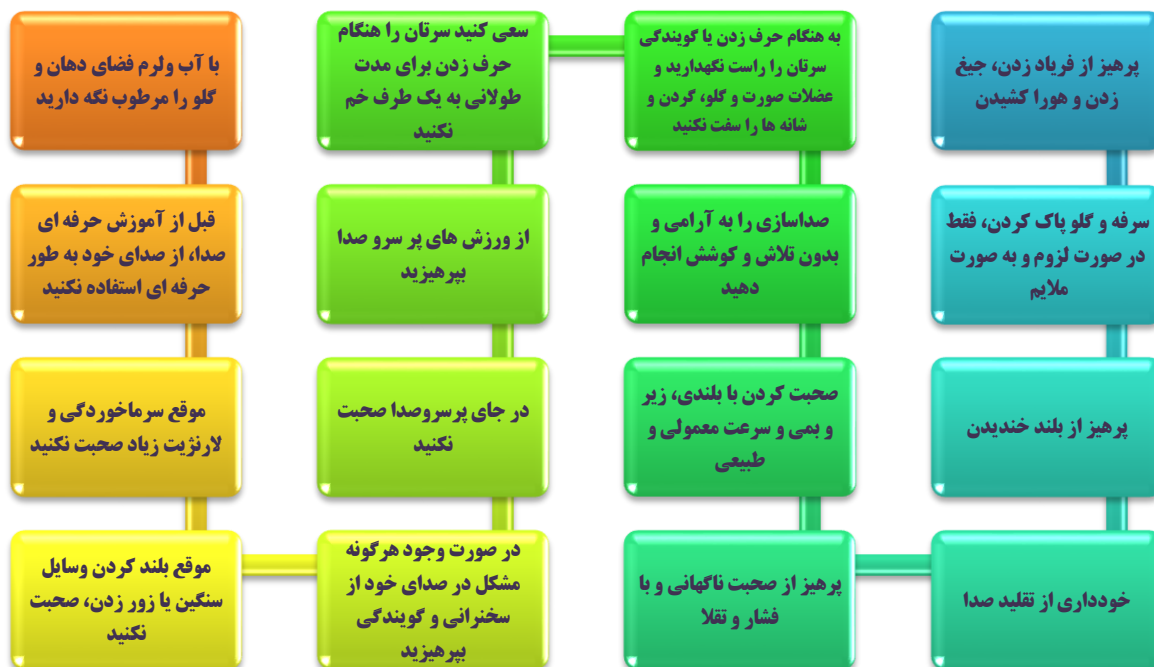 پرهیز از فریاد زدن، جیغ
زدن و هورا کشیدن
سرفه و گلو پاک کردن، فقط
در صورت لزوم و به صورت
ملایم
پرهیز از بلند خندیدن
خودداری از تقلید صدا
پرهیز از صحبت ناگهانی و با
فشار و تقلا
صحبت کردن با بلندی، زیر
و بمی و سرعت معمولی و
طبیعی
صداسازی را به آرامی و
بدون تلاش و کوشش انجام
دهید
به هنگام حرف زدن یا گویندگی
سرتان را راست نگهدارید و
عضلات صورت و گلو، گردن و
شانه ها را سفت نکنید
سعی کنید سرتان را هنگام
حرف زدن برای مدت
طولانی به یک طرف خم
نکنید
از ورزش های پر سرو صدا
بپرهیزید
در جای پرسروصدا صحبت
نکنید
در صورت وجود هرگونه
مشکل در صدای خود از
سخنرانی و گویندگی
بپرهیزید
موقع بلند کردن وسایل
سنگین یا زور زدن، صحبت
نکنید
موقع سرماخوردگی و
لارنژیت زیاد صحبت نکنید
قبل از آموزش حرفه ای
صدا، از صدای خود به طور
حرفه ای استفاده نکنید
با آب ولرم فضای دهان و
گلو را مرطوب نگه دارید